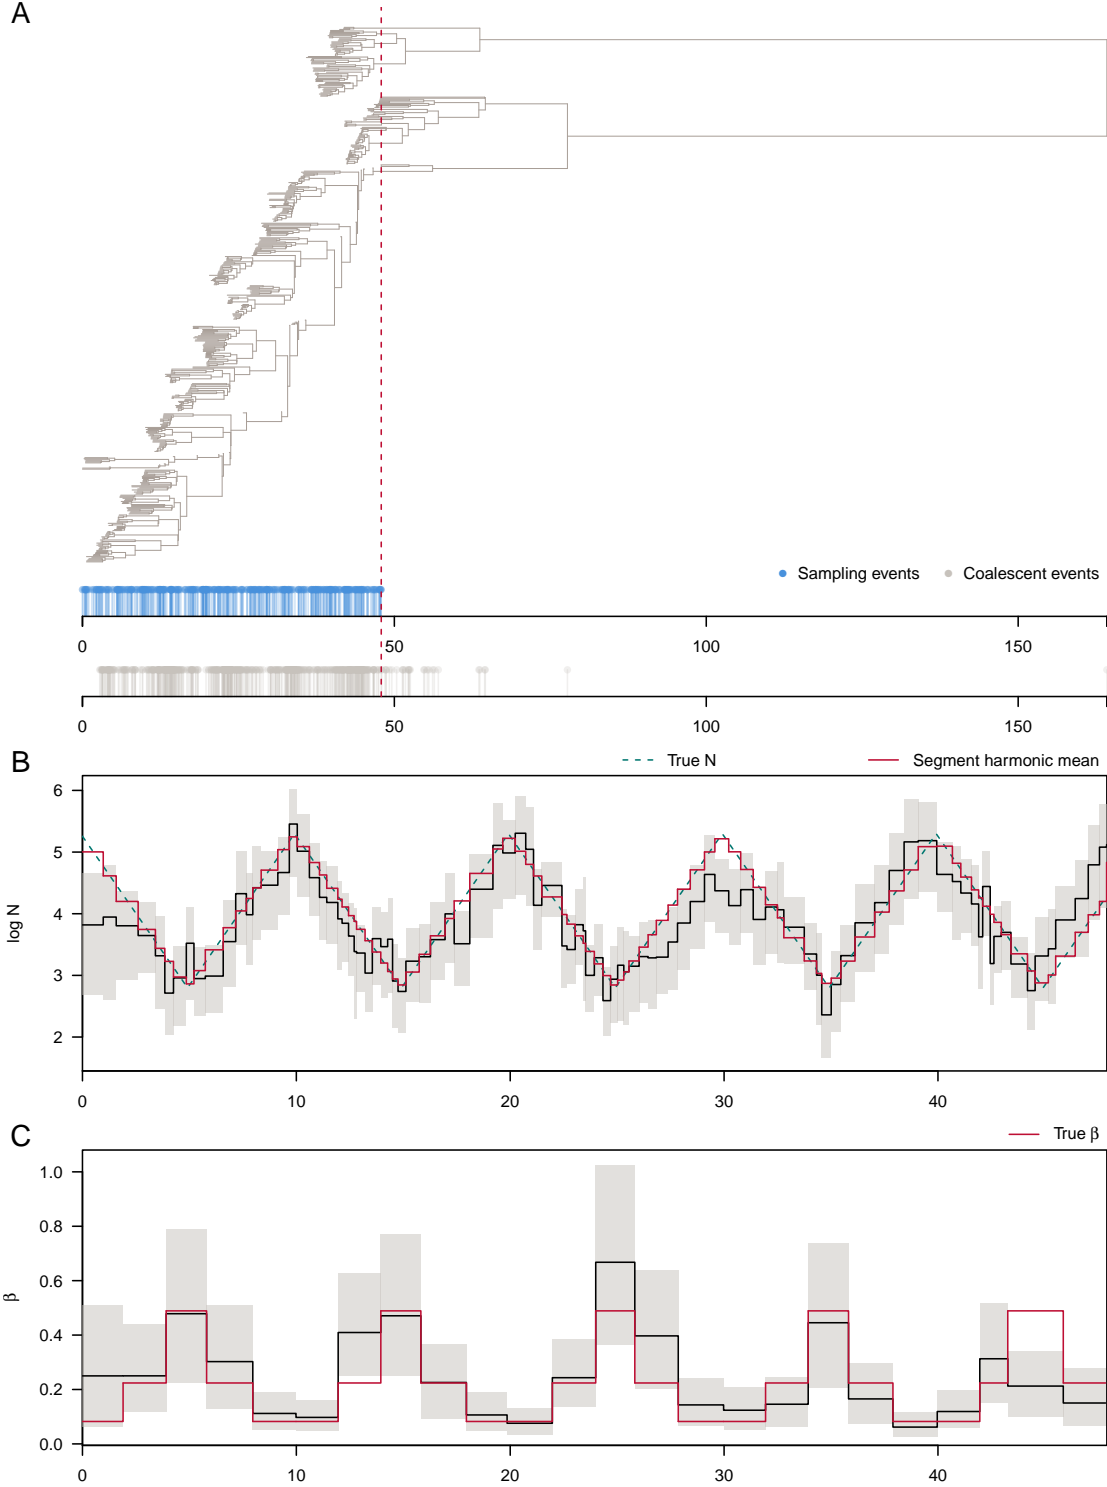 A
Sampling events Coalescent events
0 50 100 150
0 50 100 150
B
True N Segment harmonic mean
6
5
4
3
2
log N
0 10 20 30 40
C
True β
1.0
0.8
0.6
0.4
0.2
0.0
β
0 10 20 30 40